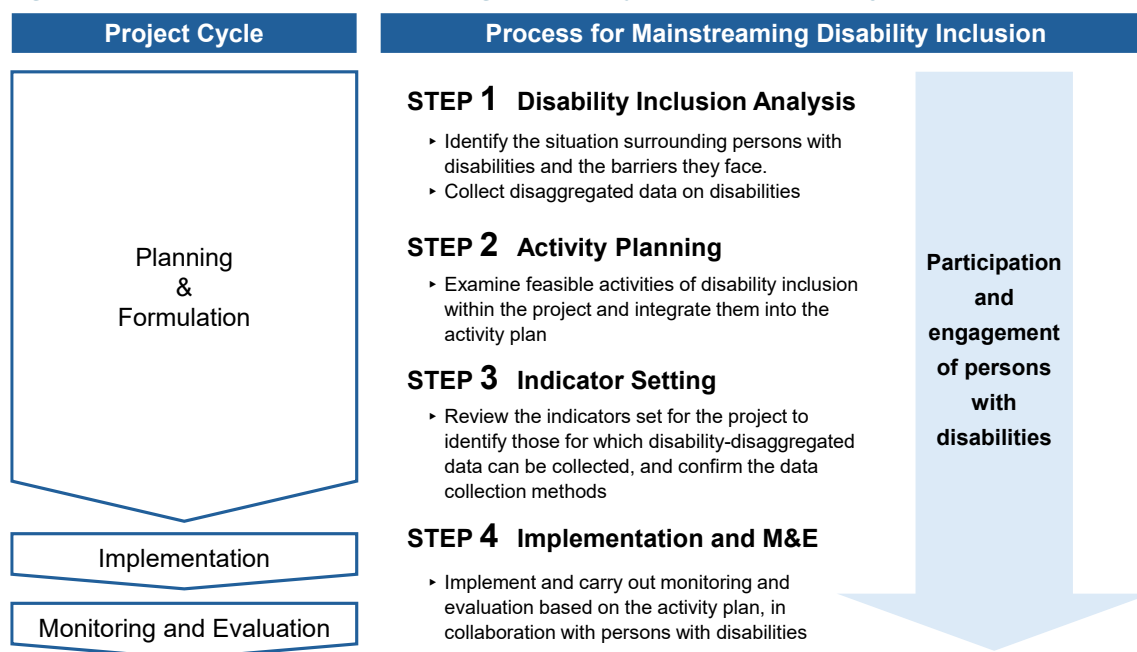 Project Cycle
Process for Mainstreaming Disability Inclusion
Planning
&
Formulation
Implementation
Monitoring and Evaluation
STEP 1 Disability Inclusion Analysis
‣ Identify the situation surrounding persons with
disabilities and the barriers they face.
‣ Collect disaggregated data on disabilities
STEP 2 Activity Planning
‣ Examine feasible activities of disability inclusion
within the project and integrate them into the
activity plan
STEP 3 Indicator Setting
‣ Review the indicators set for the project to
identify those for which disability-disaggregated
data can be collected, and confirm the data
collection methods
STEP 4 Implementation and M&E
‣ Implement and carry out monitoring and
evaluation based on the activity plan, in
collaboration with persons with disabilities
Participation
and
engagement
of persons
with
disabilities